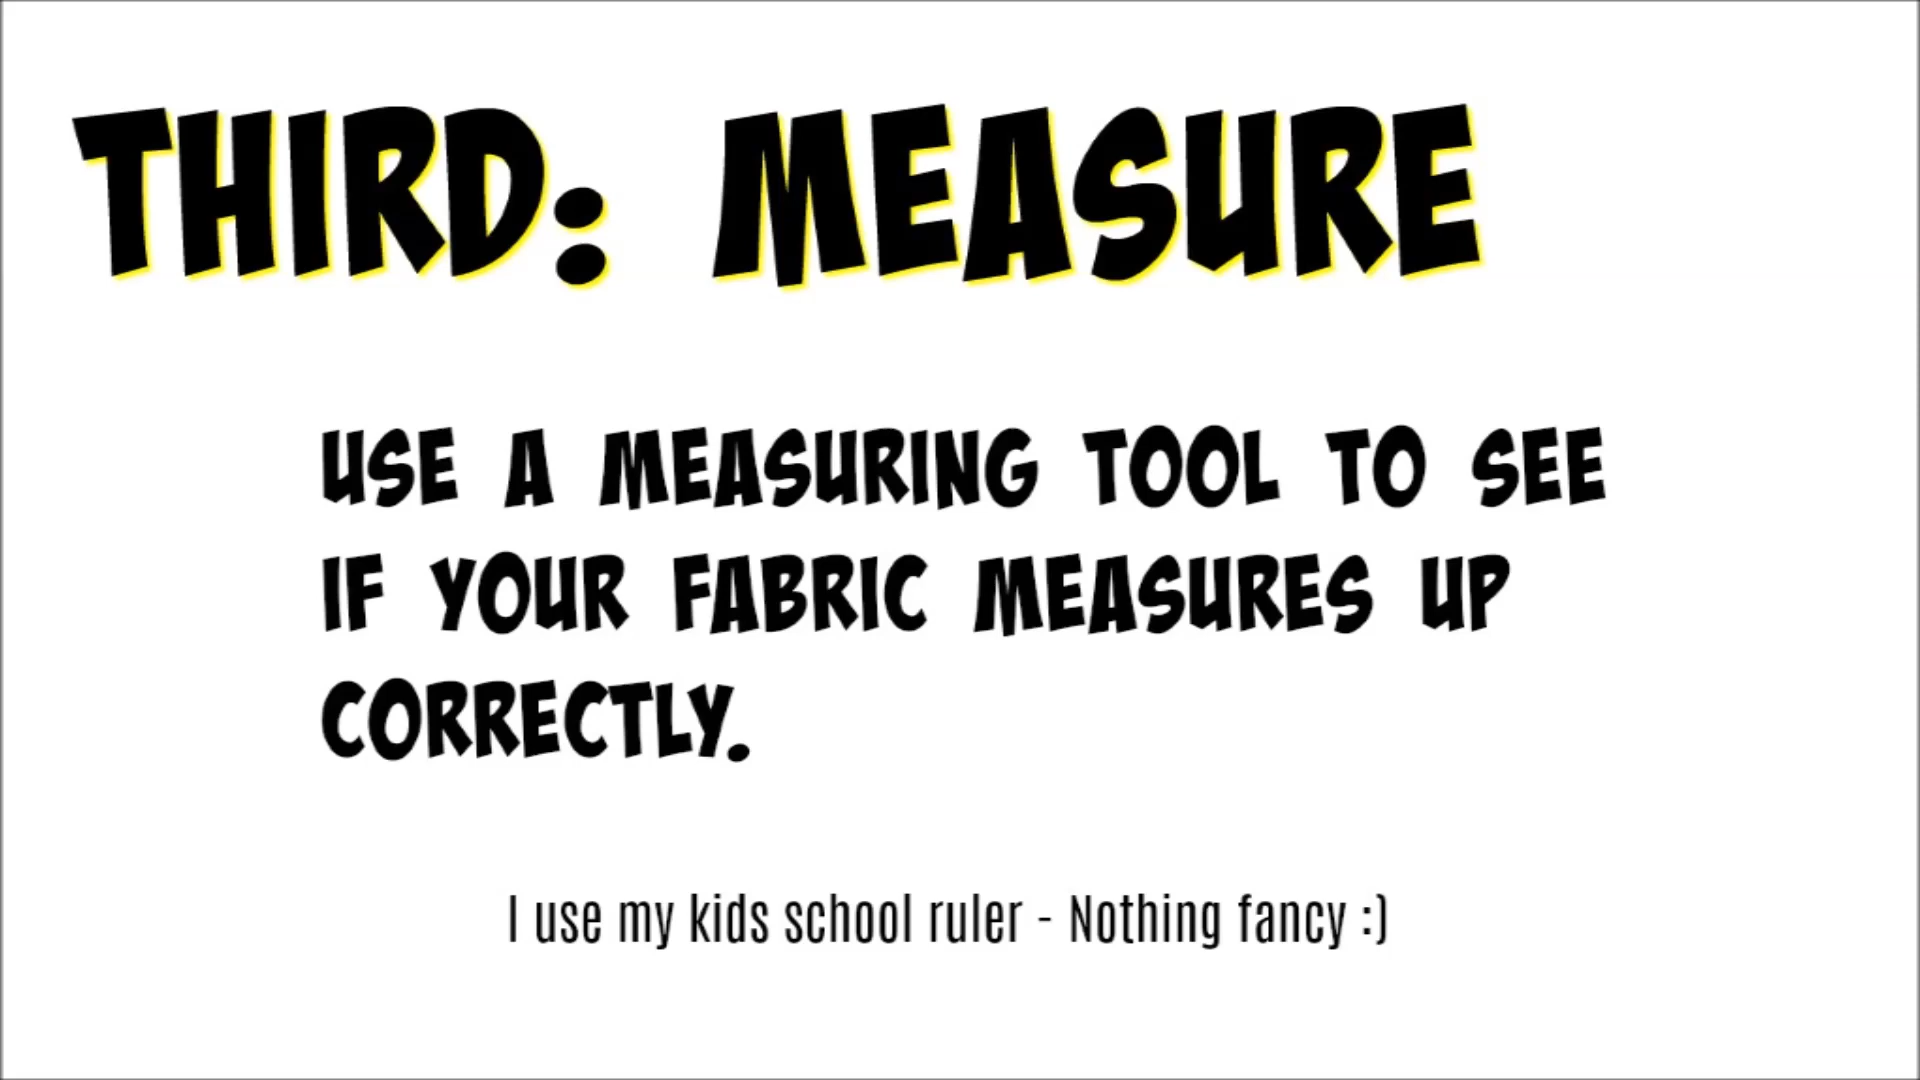 THIRD: MEASURE
USE A MEASURING TOOL TO SEE
IF YOUR FABRIC MEASURES UP
CORRECTLY.
I use my kids school ruler - Nothing fancy :)